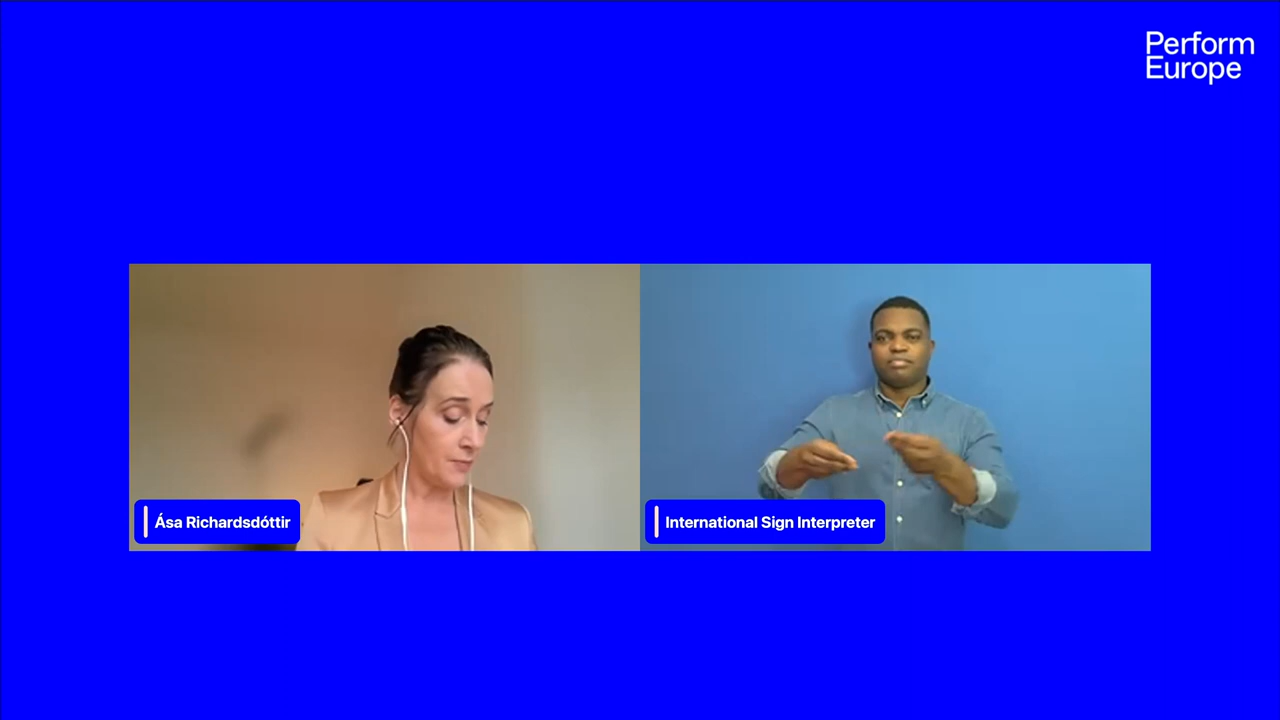 Perform
Europe
Ása Richardsdóttir
International Sign Interpreter